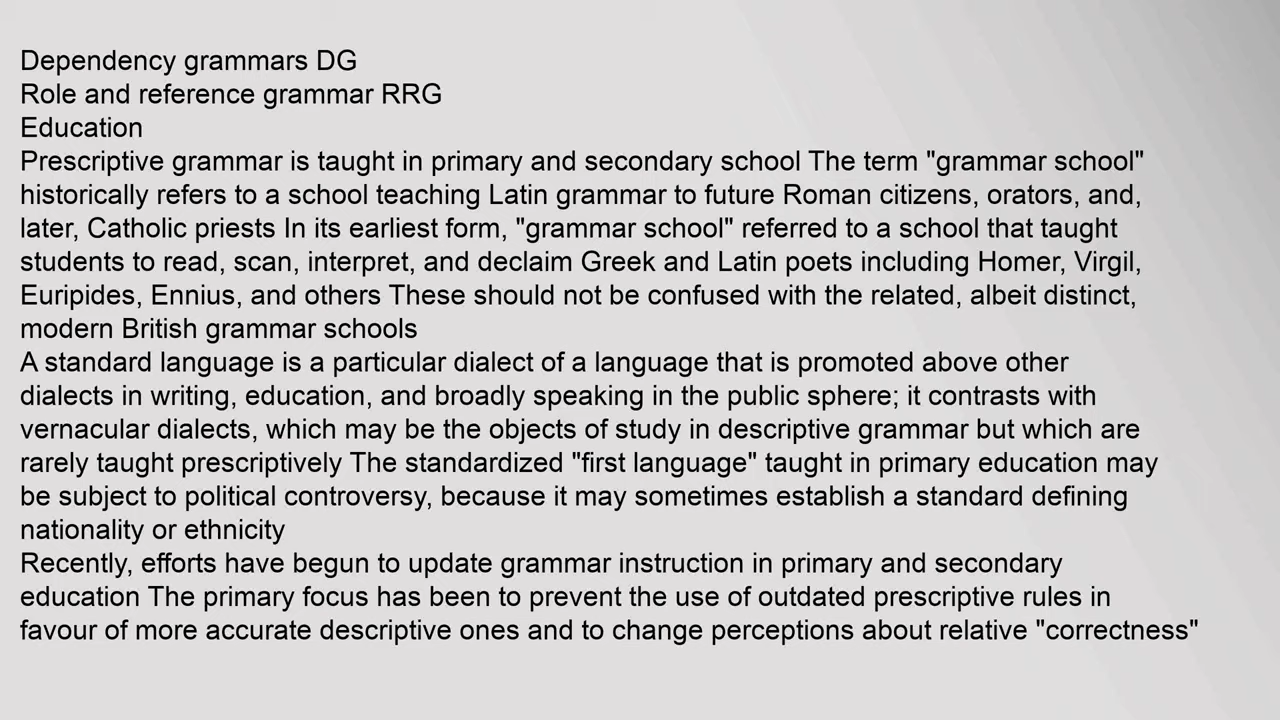 Dependency grammars DG
Role and reference grammar RRG
Education
Prescriptive grammar is taught in primary and secondary school The term "grammar school"
historically refers to a school teaching Latin grammar to future Roman citizens, orators, and,
later, Catholic priests In its earliest form, "grammar school" referred to a school that taught
students to read, scan, interpret, and declaim Greek and Latin poets including Homer, Virgil,
Euripides, Ennius, and others These should not be confused with the related, albeit distinct,
modern British grammar schools
A standard language is a particular dialect of a language that is promoted above other
dialects in writing, education, and broadly speaking in the public sphere; it contrasts with
vernacular dialects, which may be the objects of study in descriptive grammar but which are
rarely taught prescriptively The standardized "first language" taught in primary education may
be subject to political controversy, because it may sometimes establish a standard defining
nationality or ethnicity
Recently, efforts have begun to update grammar instruction in primary and secondary
education The primary focus has been to prevent the use of outdated prescriptive rules in
favour of more accurate descriptive ones and to change perceptions about relative "correctness"